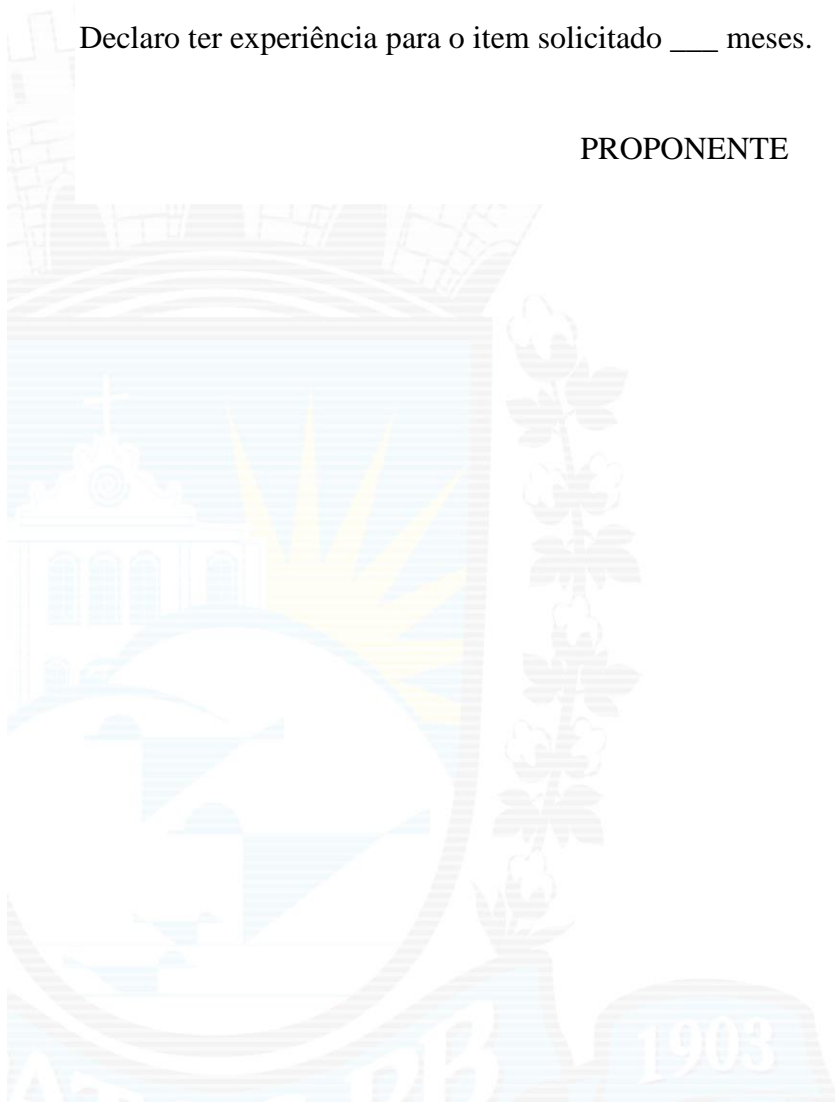 Declaro ter experiência para o item solicitado ___ meses.
PROPONENTE
1903